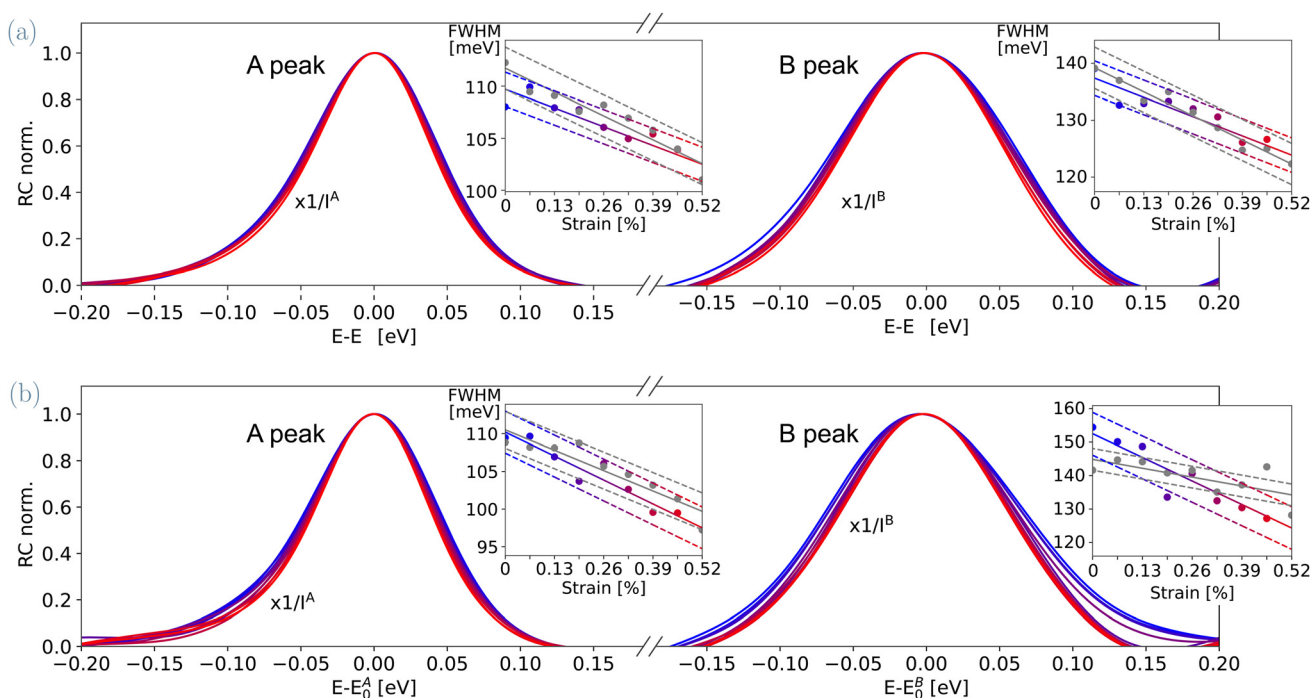 (a)
A peak
B peak
RC norm.
1.0
0.8
0.6
0.4
0.2
0.0
x1/I^A
x1/I^B
FWHM
[meV]
110
105
100
0 0.13 0.26 0.39 0.52
Strain [%]
FWHM
[meV]
140
130
120
0 0.13 0.26 0.39 0.52
Strain [%]
−0.20 −0.15 −0.10 −0.05 0.00 0.05 0.10 0.15
−0.15 −0.10 −0.05 0.00 0.05 0.10 0.15 0.20
E-E [eV]
E-E [eV]
(b)
A peak
B peak
RC norm.
1.0
0.8
0.6
0.4
0.2
0.0
x1/I^A
x1/I^B
FWHM
[meV]
110
105
100
95
0 0.13 0.26 0.39 0.52
Strain [%]
160
150
140
130
120
0 0.13 0.26 0.39 0.52
Strain [%]
−0.20 −0.15 −0.10 −0.05 0.00 0.05 0.10 0.15
−0.15 −0.10 −0.05 0.00 0.05 0.10 0.15 0.20
E-E₀^A [eV]
E-E₀^B [eV]